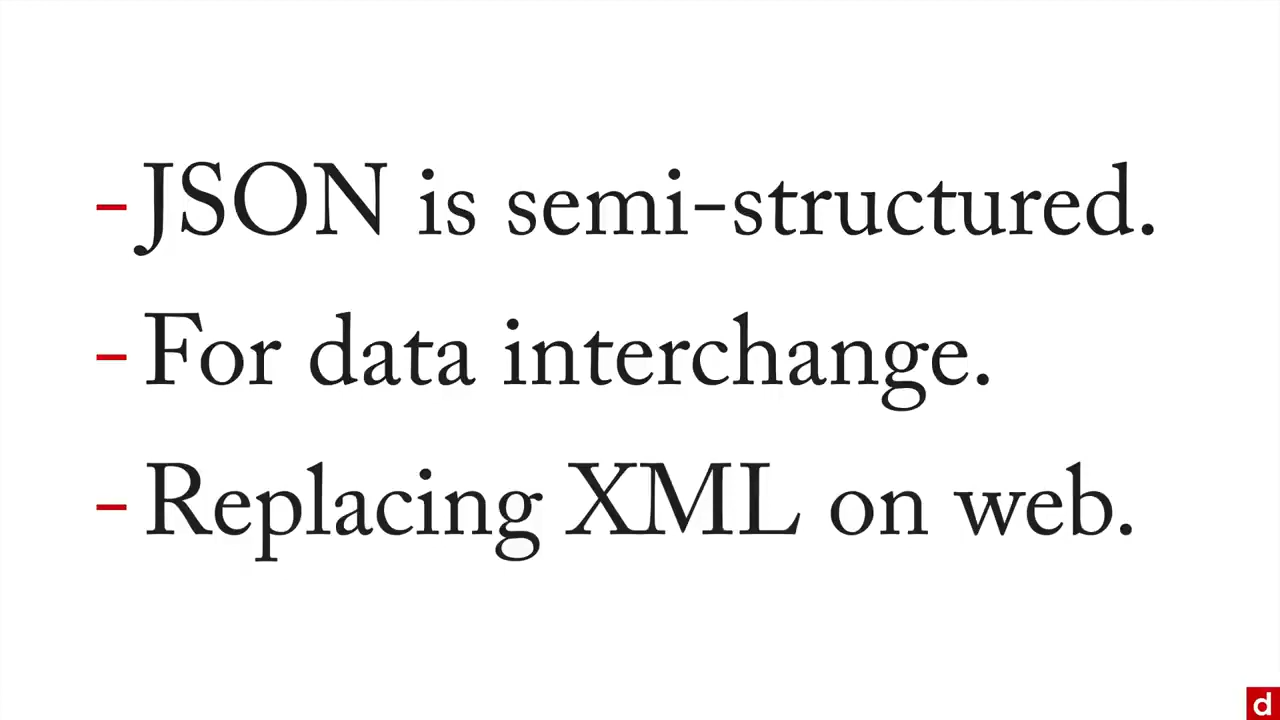 -JSON is semi-structured.
-For data interchange.
-Replacing XML on web.
d